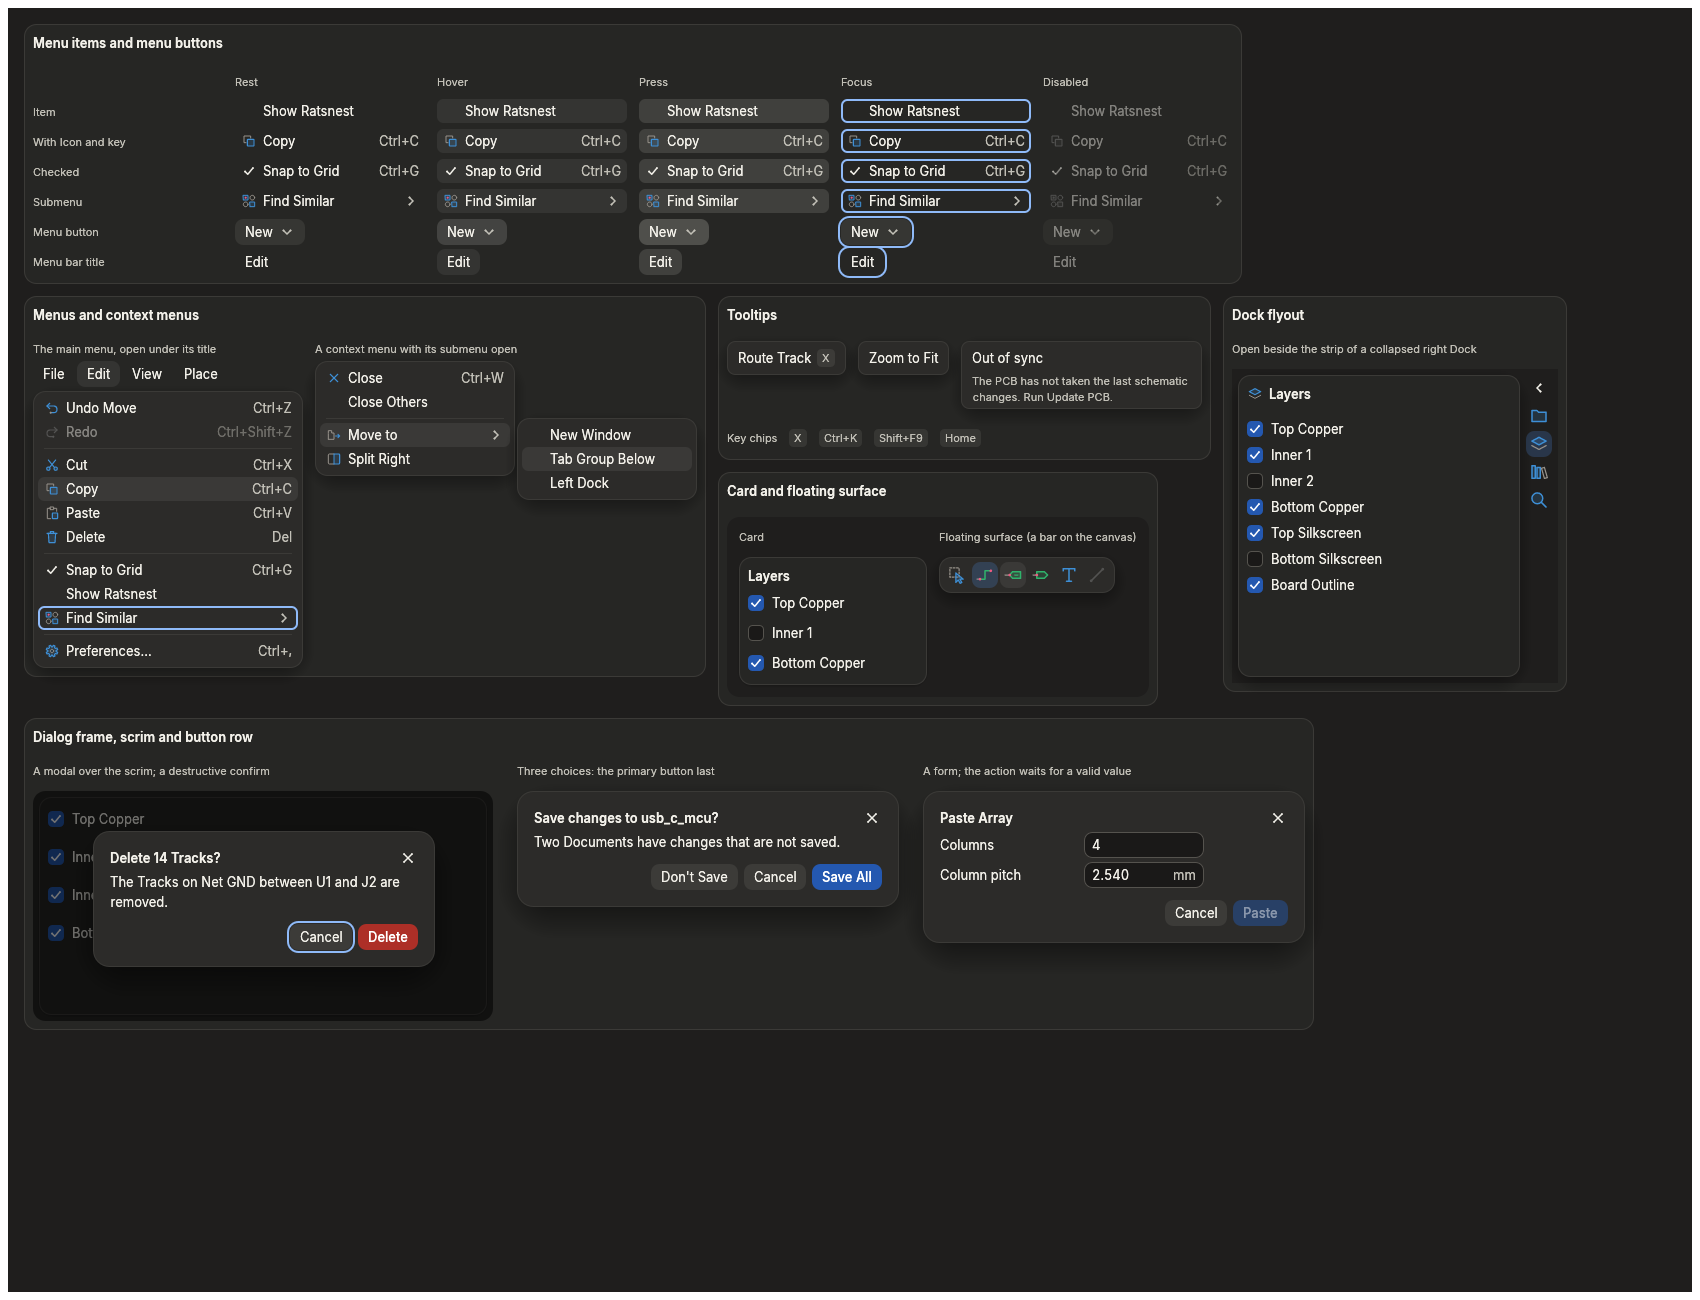 Menu items and menu buttons
Rest Hover Press Focus Disabled
Item Show Ratsnest Show Ratsnest Show Ratsnest Show Ratsnest Show Ratsnest
With Icon and key Copy Ctrl+C Copy Ctrl+C Copy Ctrl+C Copy Ctrl+C Copy Ctrl+C
Checked Snap to Grid Ctrl+G Snap to Grid Ctrl+G Snap to Grid Ctrl+G Snap to Grid Ctrl+G Snap to Grid Ctrl+G
Submenu Find Similar Find Similar Find Similar Find Similar Find Similar
Menu button New New New New New
Menu bar title Edit Edit Edit Edit Edit
Menus and context menus
The main menu, open under its title
File Edit View Place
Undo Move Ctrl+Z
Redo Ctrl+Shift+Z
Cut Ctrl+X
Copy Ctrl+C
Paste Ctrl+V
Delete Del
Snap to Grid Ctrl+G
Show Ratsnest
Find Similar
Preferences... Ctrl+,
A context menu with its submenu open
Close Ctrl+W
Close Others
Move to
Split Right
New Window
Tab Group Below
Left Dock
Tooltips
Route Track X
Zoom to Fit
Out of sync
The PCB has not taken the last schematic
changes. Run Update PCB.
Key chips X Ctrl+K Shift+F9 Home
Card and floating surface
Card
Layers
Top Copper
Inner 1
Bottom Copper
Floating surface (a bar on the canvas)
Dock flyout
Open beside the strip of a collapsed right Dock
Layers
Top Copper
Inner 1
Inner 2
Bottom Copper
Top Silkscreen
Bottom Silkscreen
Board Outline
Dialog frame, scrim and button row
A modal over the scrim; a destructive confirm
Top Copper
Inne
Inne
Bot
Delete 14 Tracks?
The Tracks on Net GND between U1 and J2 are
removed.
Cancel Delete
Three choices: the primary button last
Save changes to usb_c_mcu?
Two Documents have changes that are not saved.
Don't Save Cancel Save All
A form; the action waits for a valid value
Paste Array
Columns 4
Column pitch 2.540 mm
Cancel Paste